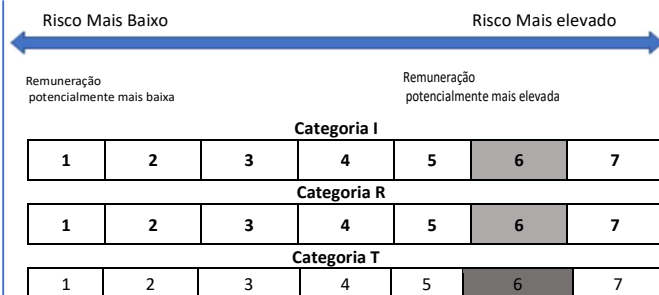 Risco Mais Baixo Risco Mais elevado
Remuneração Remuneração
potencialmente mais baixa potencialmente mais elevada
Categoria I
1 2 3 4 5 6 7
Categoria R
1 2 3 4 5 6 7
Categoria T
1 2 3 4 5 6 7